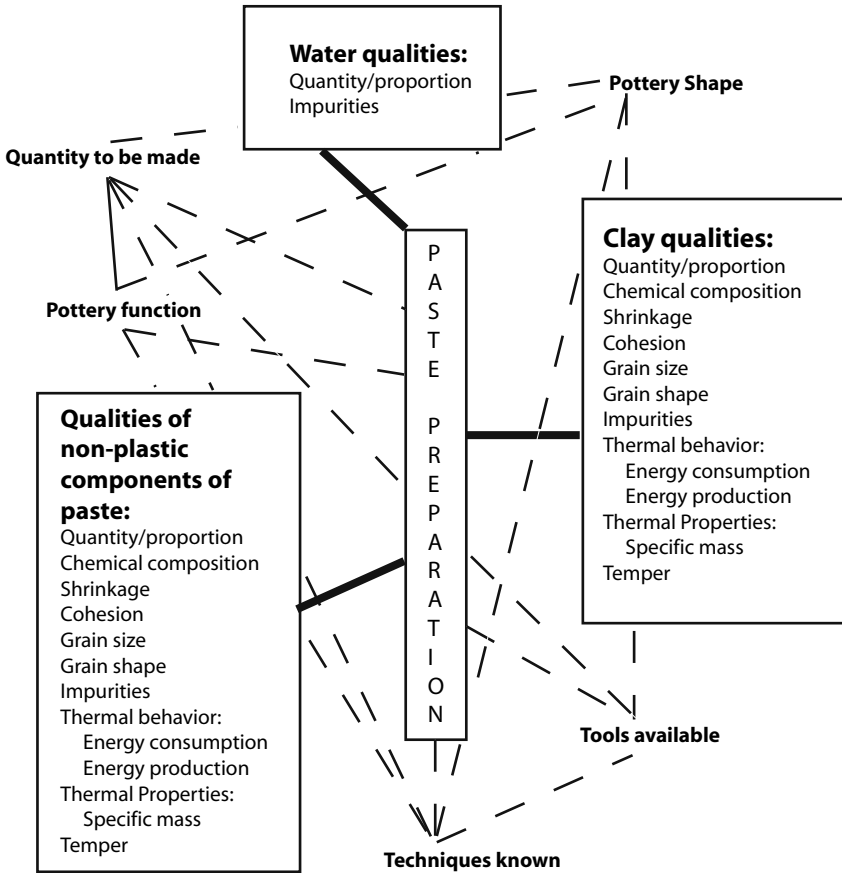 Water qualities:
Quantity/proportion
Impurities
Pottery Shape
Quantity to be made
Pottery function
PASTE PREPARATION
Clay qualities:
Quantity/proportion
Chemical composition
Shrinkage
Cohesion
Grain size
Grain shape
Impurities
Thermal behavior:
Energy consumption
Energy production
Thermal Properties:
Specific mass
Temper
Qualities of
non-plastic
components of
paste:
Quantity/proportion
Chemical composition
Shrinkage
Cohesion
Grain size
Grain shape
Impurities
Thermal behavior:
Energy consumption
Energy production
Thermal Properties:
Specific mass
Temper
Tools available
Techniques known